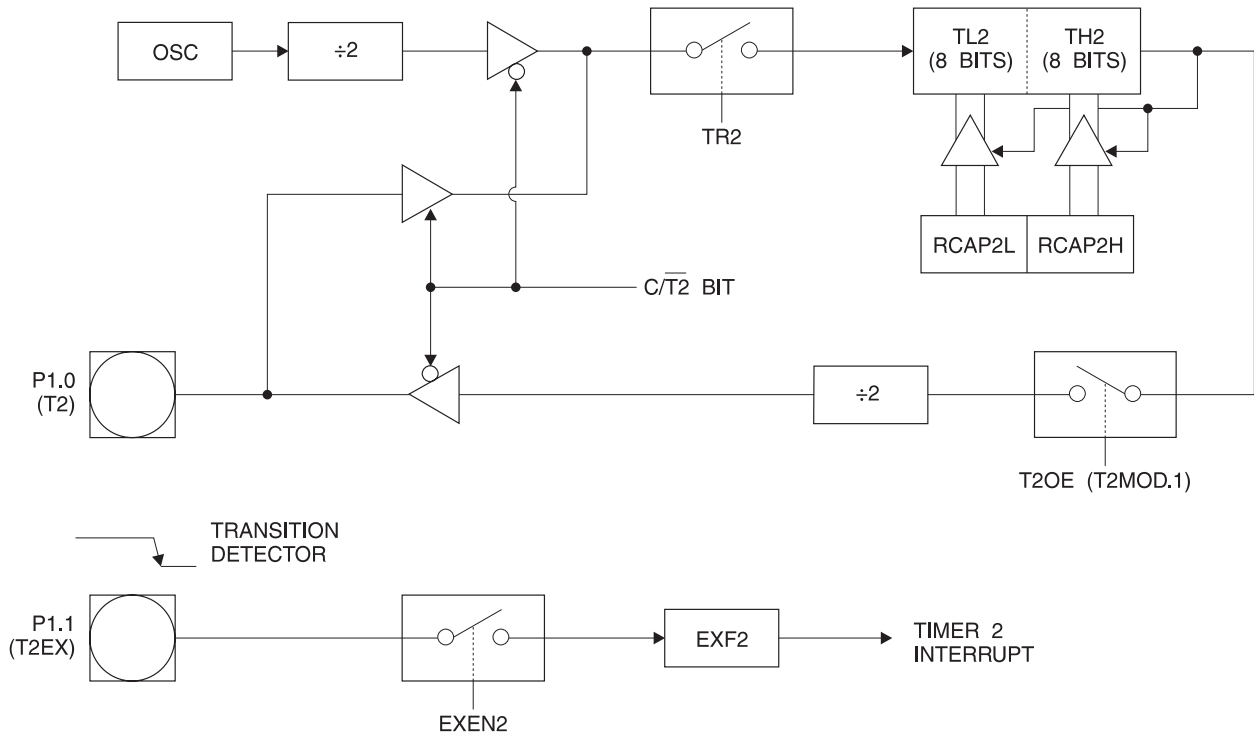 OSC
÷2
TL2
(8 BITS)
TH2
(8 BITS)
TR2
RCAP2L
RCAP2H
C/T̅2̅ BIT
P1.0
(T2)
÷2
T2OE (T2MOD.1)
TRANSITION
DETECTOR
P1.1
(T2EX)
EXF2
TIMER 2
INTERRUPT
EXEN2